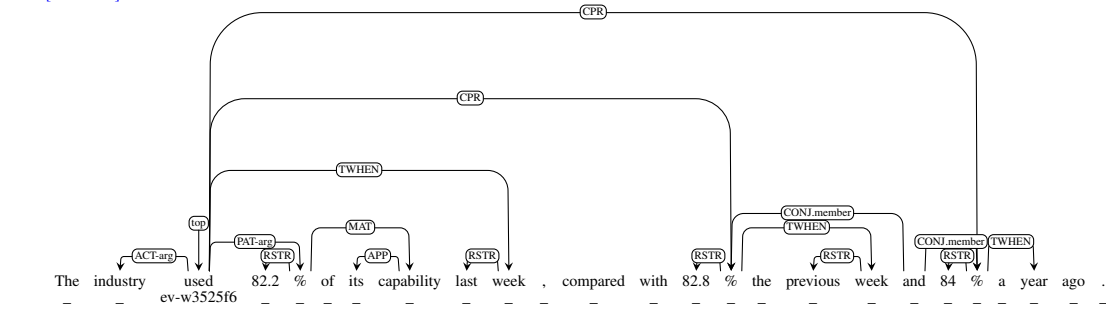 CPR
CPR
TWHEN
top
CONJ.member
MAT
TWHEN
PAT-arg
CONJ.member TWHEN
ACT-arg RSTR APP RSTR RSTR RSTR RSTR
The industry used 82.2 % of its capability last week , compared with 82.8 % the previous week and 84 % a year ago .
_ _ ev-w3525f6 _ _ _ _ _ _ _ _ _ _ _ _ _ _ _ _ _ _ _ _ _ _